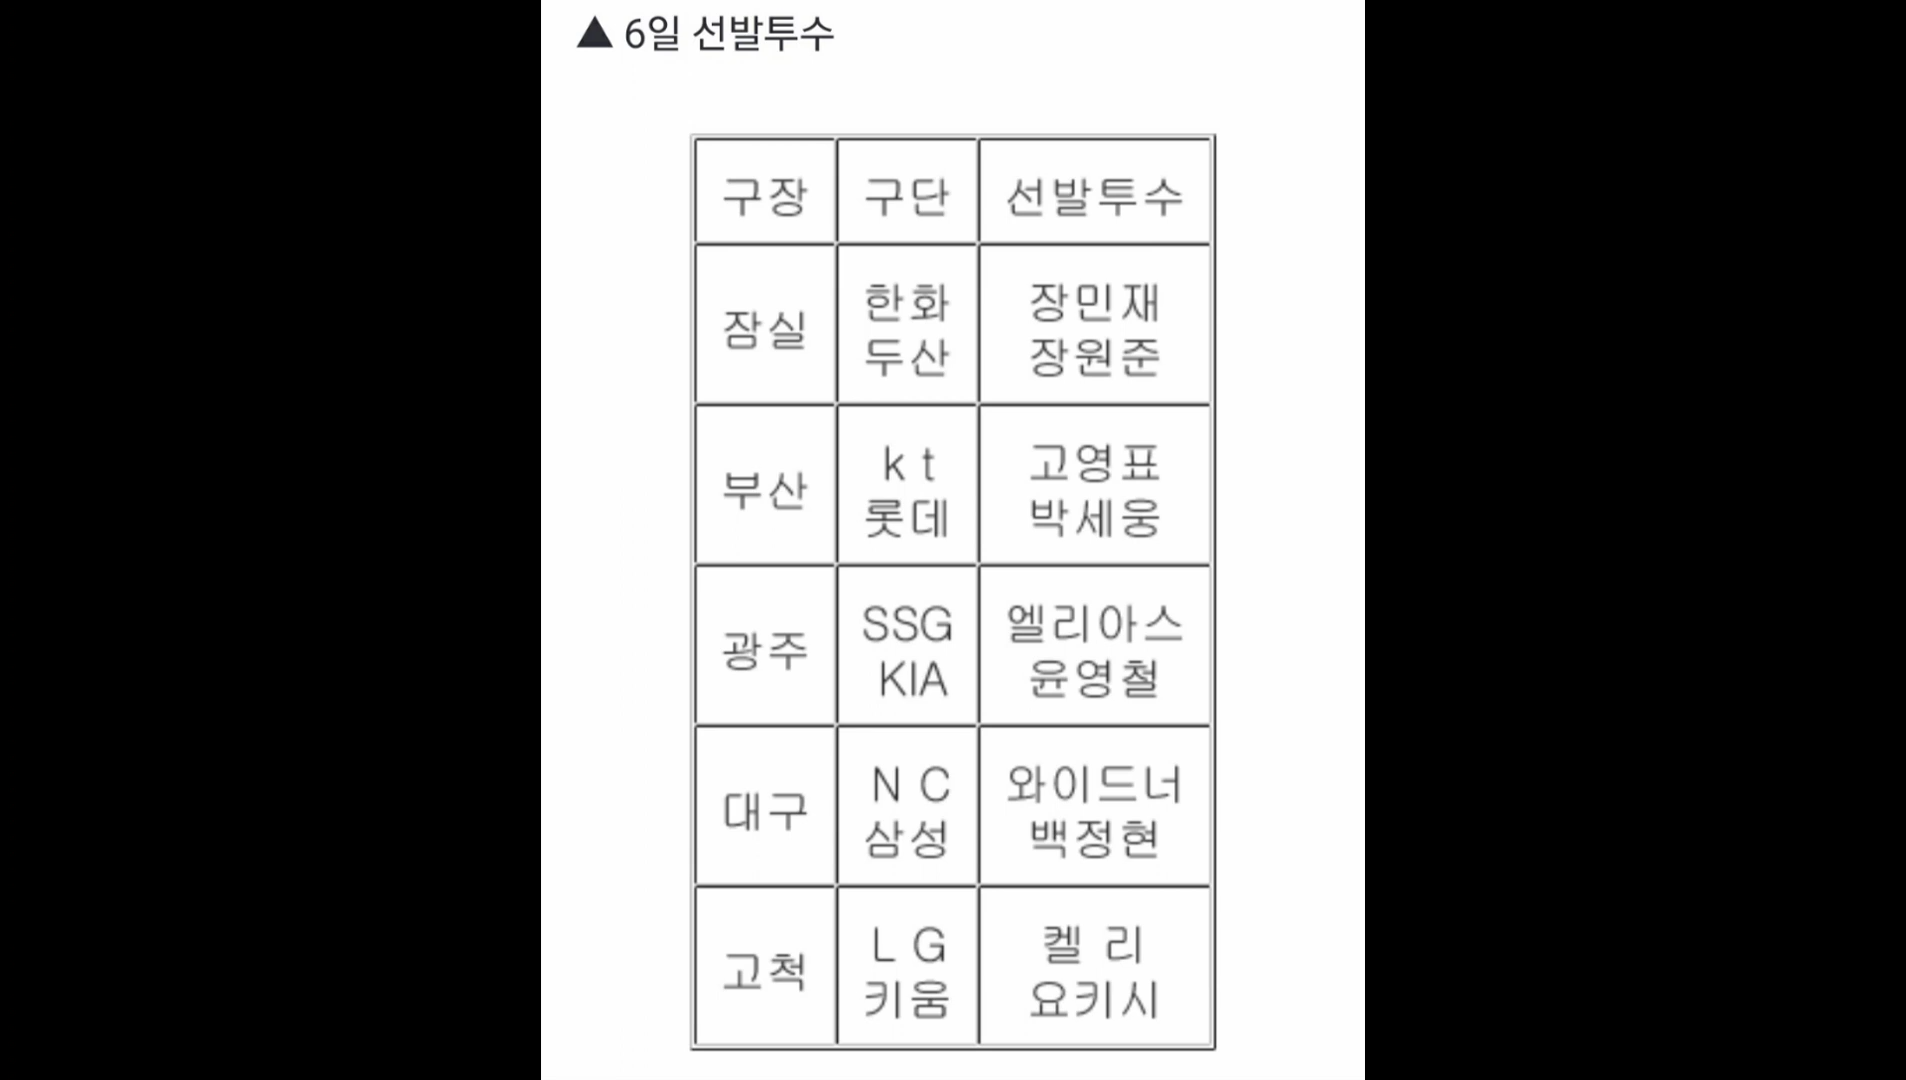 ▲ 6일 선발투수
구장 구단 선발투수
잠실 한화 장민재
두산 장원준
부산 kt 고영표
롯데 박세웅
광주 SSG 엘리아스
KIA 윤영철
대구 NC 와이드너
삼성 백정현
고척 LG 켈리
키움 요키시